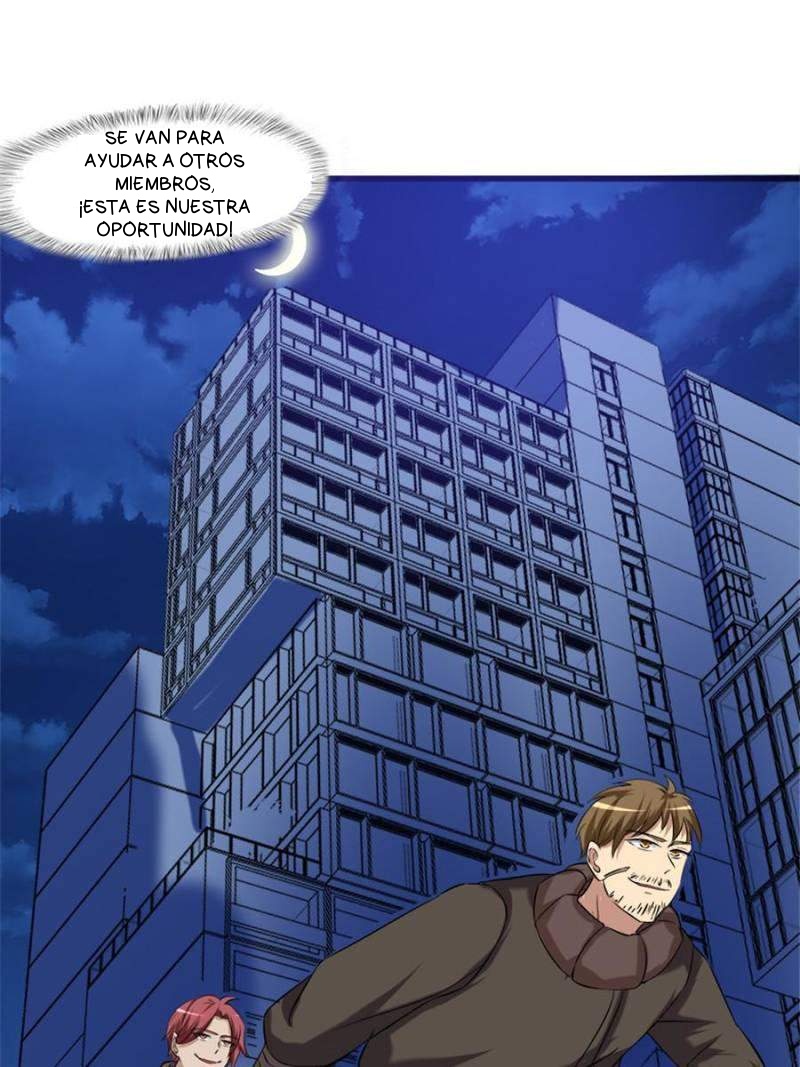 SE VAN PARA
AYUDAR A OTROS
MIEMBROS,
¡ESTA ES NUESTRA
OPORTUNIDAD!